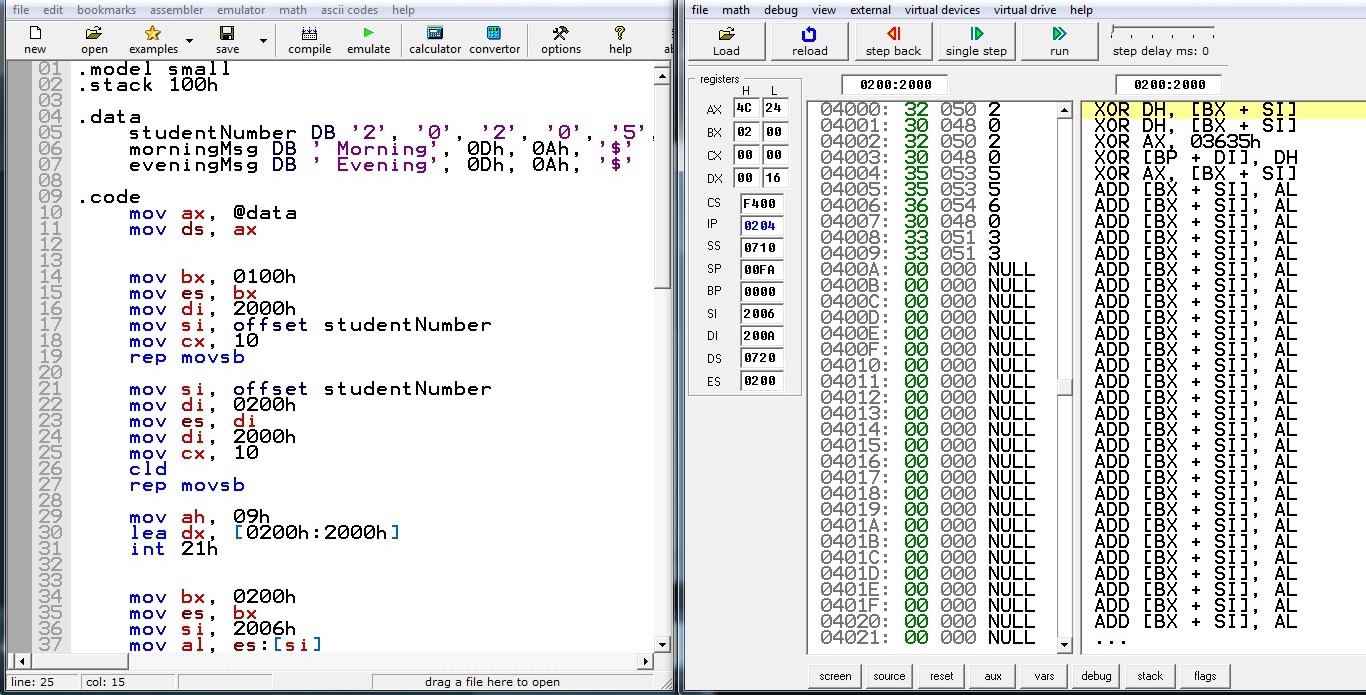 file edit bookmarks assembler emulator math ascii codes help
new open examples save compile emulate calculator convertor options help
01 .model small
02 .stack 100h
03
04 .data
05 studentNumber DB '2', '0', '2', '0', '5',
06 morningMsg DB ' Morning', 0Dh, 0Ah, '$'
07 eveningMsg DB ' Evening', 0Dh, 0Ah, '$'
08
09 .code
10 mov ax, @data
11 mov ds, ax
12
13
14 mov bx, 0100h
15 mov es, bx
16 mov di, 2000h
17 mov si, offset studentNumber
18 mov cx, 10
19 rep movsb
20
21 mov si, offset studentNumber
22 mov di, 0200h
23 mov es, di
24 mov di, 2000h
25 mov cx, 10
26 cld
27 rep movsb
28
29 mov ah, 09h
30 lea dx, [0200h:2000h]
31 int 21h
32
33
34 mov bx, 0200h
35 mov es, bx
36 mov si, 2006h
37 mov al, es:[si]
line: 25 col: 15 drag a file here to open
file math debug view external virtual devices virtual drive help
Load reload step back single step run step delay ms: 0
registers
H L
AX 4C 24
BX 02 00
CX 00 00
DX 00 16
CS F400
IP 0204
SS 0710
SP 00FA
BP 0000
SI 2006
DI 200A
DS 0720
ES 0200
0200:2000 0200:2000
04000: 32 050 2 XOR DH, [BX + SI]
04001: 30 048 0 XOR DH, [BX + SI]
04002: 32 050 2 XOR AX, 03635h
04003: 30 048 0 XOR [BP + DI], DH
04004: 35 053 5 XOR AX, [BX + SI]
04005: 35 053 5 ADD [BX + SI], AL
04006: 36 054 6 ADD [BX + SI], AL
04007: 30 048 0 ADD [BX + SI], AL
04008: 33 051 3 ADD [BX + SI], AL
04009: 33 051 3 ADD [BX + SI], AL
0400A: 00 000 NULL ADD [BX + SI], AL
0400B: 00 000 NULL ADD [BX + SI], AL
0400C: 00 000 NULL ADD [BX + SI], AL
0400D: 00 000 NULL ADD [BX + SI], AL
0400E: 00 000 NULL ADD [BX + SI], AL
0400F: 00 000 NULL ADD [BX + SI], AL
04010: 00 000 NULL ADD [BX + SI], AL
04011: 00 000 NULL ADD [BX + SI], AL
04012: 00 000 NULL ADD [BX + SI], AL
04013: 00 000 NULL ADD [BX + SI], AL
04014: 00 000 NULL ADD [BX + SI], AL
04015: 00 000 NULL ADD [BX + SI], AL
04016: 00 000 NULL ADD [BX + SI], AL
04017: 00 000 NULL ADD [BX + SI], AL
04018: 00 000 NULL ADD [BX + SI], AL
04019: 00 000 NULL ADD [BX + SI], AL
0401A: 00 000 NULL ADD [BX + SI], AL
0401B: 00 000 NULL ADD [BX + SI], AL
0401C: 00 000 NULL ADD [BX + SI], AL
0401D: 00 000 NULL ADD [BX + SI], AL
0401E: 00 000 NULL ADD [BX + SI], AL
0401F: 00 000 NULL ADD [BX + SI], AL
04020: 00 000 NULL ADD [BX + SI], AL
04021: 00 000 NULL ...
screen source reset aux vars debug stack flags